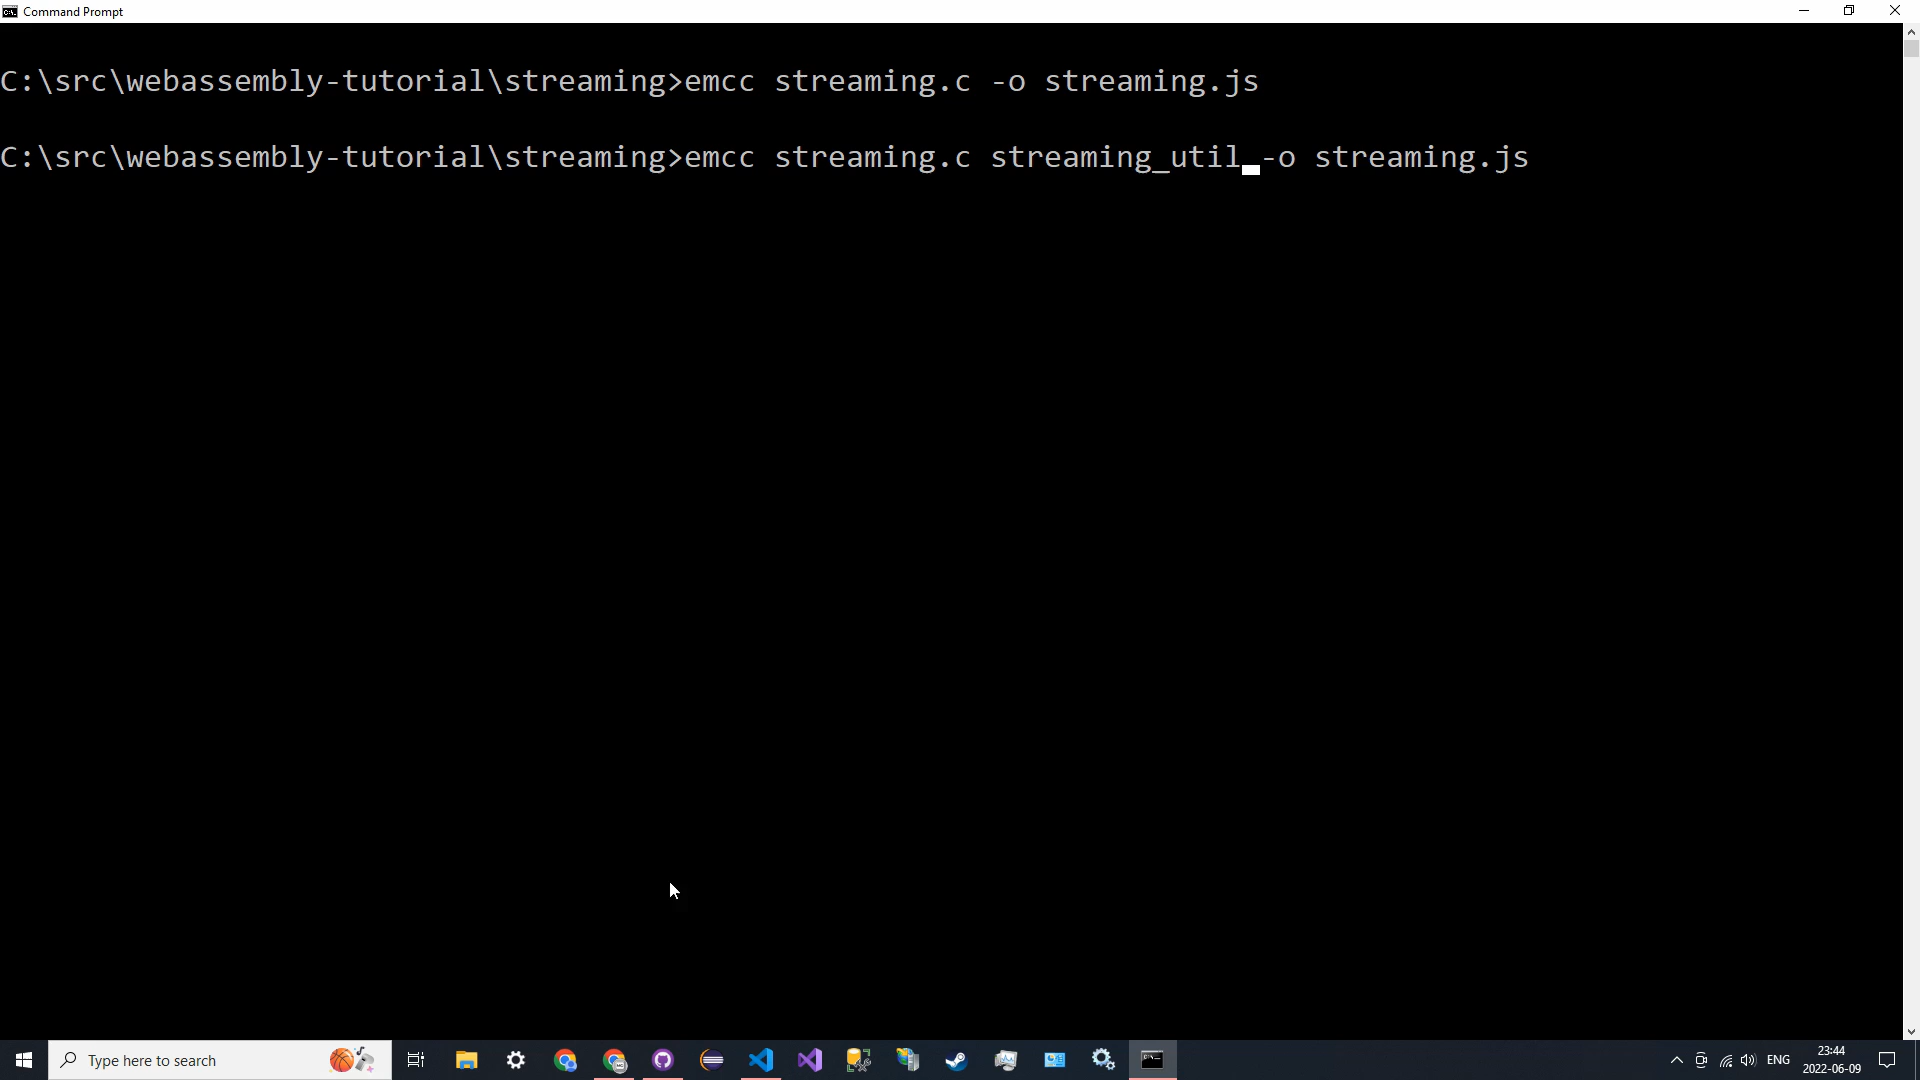 Command Prompt
C:\src\webassembly-tutorial\streaming>emcc streaming.c -o streaming.js
C:\src\webassembly-tutorial\streaming>emcc streaming.c streaming_util -o streaming.js
Type here to search
ENG
23:44
2022-06-09